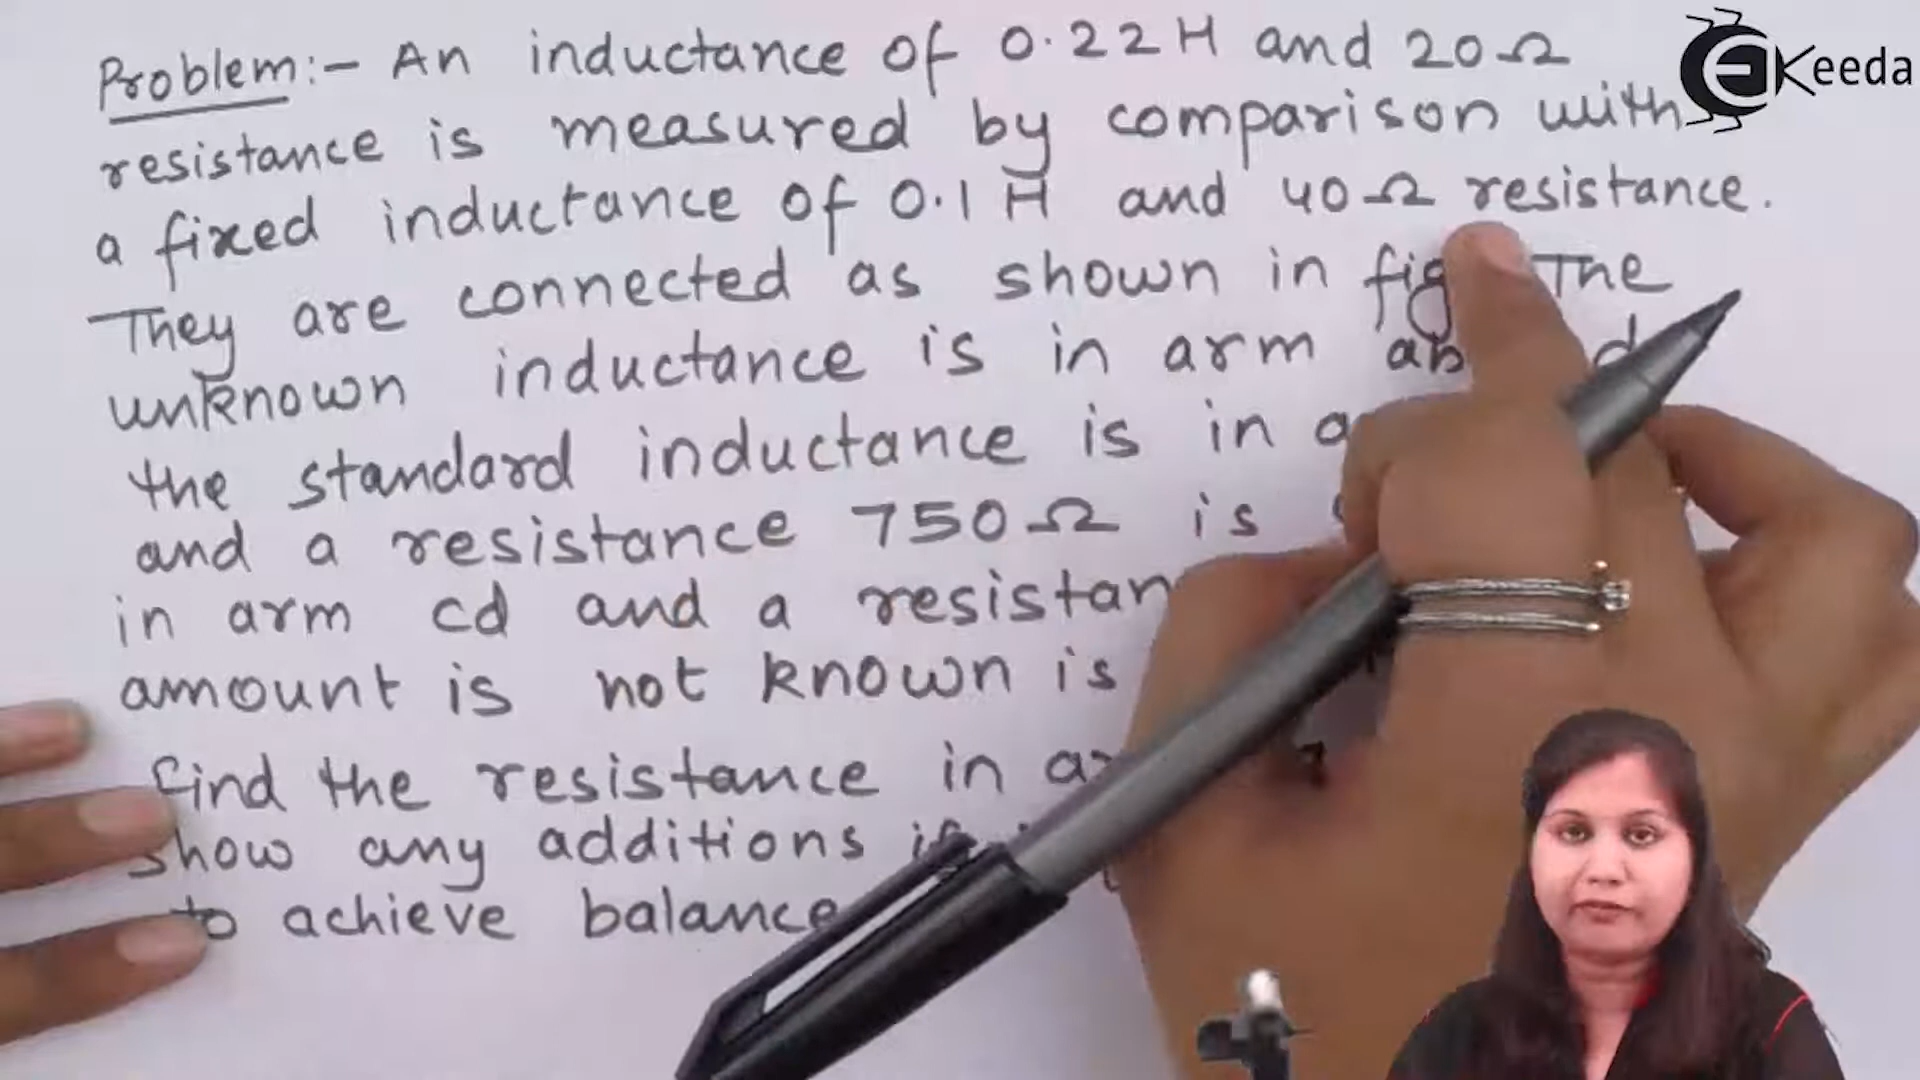 Problem:- An inductance of 0.22H and 20Ω
Keeda
resistance is measured by comparison with
a fixed inductance of 0.1 H and 40Ω resistance.
They are connected as shown in fig The
unknown inductance is in arm ab
the standard inductance is in
and a resistance 750Ω is
in arm cd and a
amount is not known is
find the resistance in
show any additions
to achieve balance